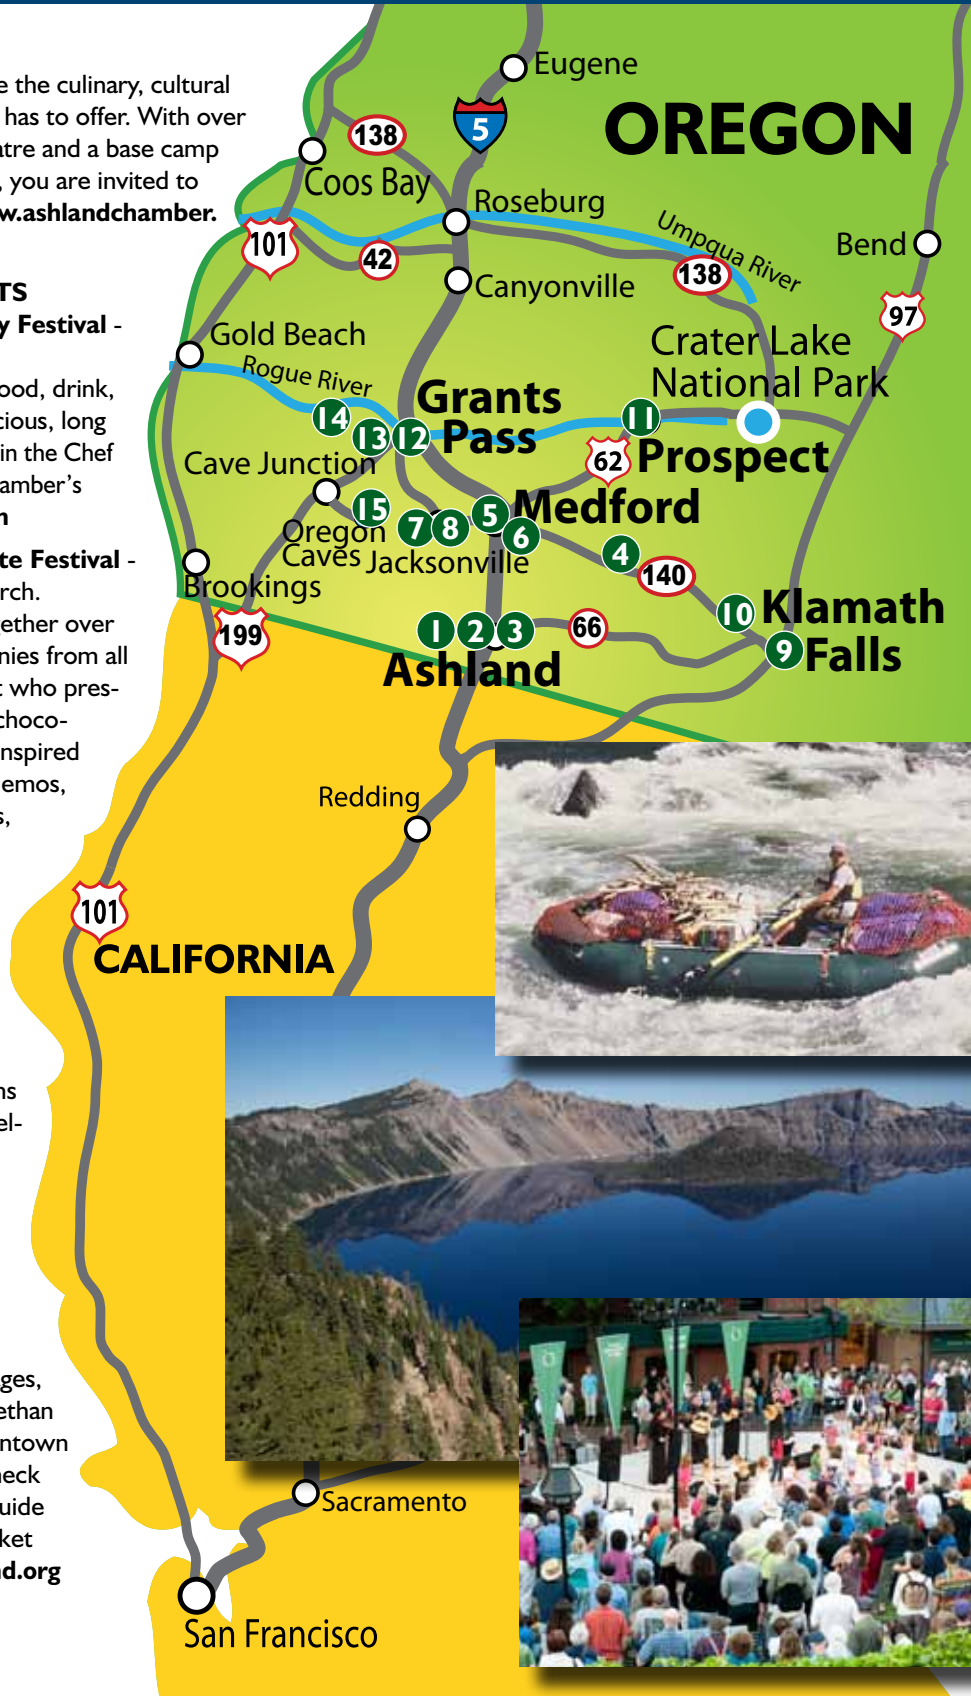 e the culinary, cultural
has to offer. With over
atre and a base camp
, you are invited to
w.ashlandchamber.
TS
y Festival -
ood, drink,
cious, long
in the Chef
amber's
n
te Festival -
rch.
gether over
nies from all
t who pres-
choco-
nspired
emos,
s,
ns
el-
ges,
ethan
ntown
heck
uide
ket
nd.org
Eugene
5
OREGON
138
Coos Bay
Roseburg
Umpqua River
101
42
138
Bend
Canyonville
97
Gold Beach
Crater Lake
National Park
Rogue River
Grants
Pass
14
13
12
11
Prospect
62
Cave Junction
15
Medford
5
6
7
8
Oregon
Caves
Jacksonville
4
140
Brookings
199
10
Klamath
Falls
9
1
2
3
66
Ashland
Redding
101
CALIFORNIA
Sacramento
San Francisco